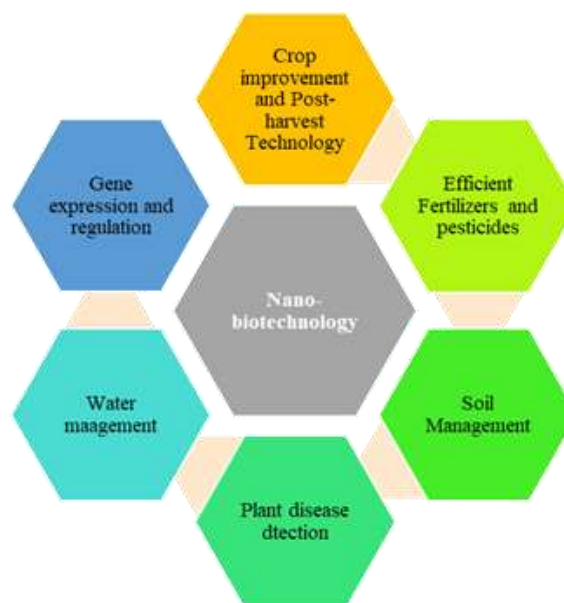 Crop
improvement
and Post-
harvest
Technology
Efficient
Fertilizers and
pesticides
Soil
Management
Plant disease
dtection
Water
maagement
Gene
expression and
regulation
Nano-
biotechnology